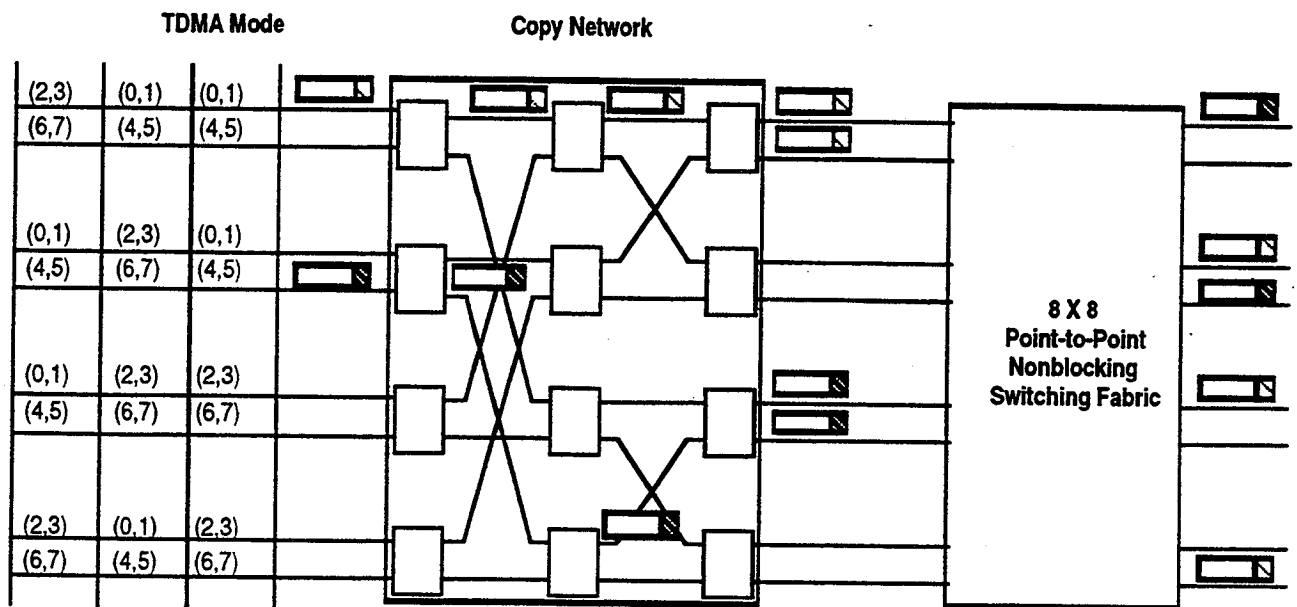 TDMA Mode
Copy Network
(2,3) (0,1) (0,1)
(6,7) (4,5) (4,5)
(0,1) (2,3) (0,1)
(4,5) (6,7) (4,5)
(0,1) (2,3) (2,3)
(4,5) (6,7) (6,7)
(2,3) (0,1) (2,3)
(6,7) (4,5) (6,7)
8 X 8
Point-to-Point
Nonblocking
Switching Fabric